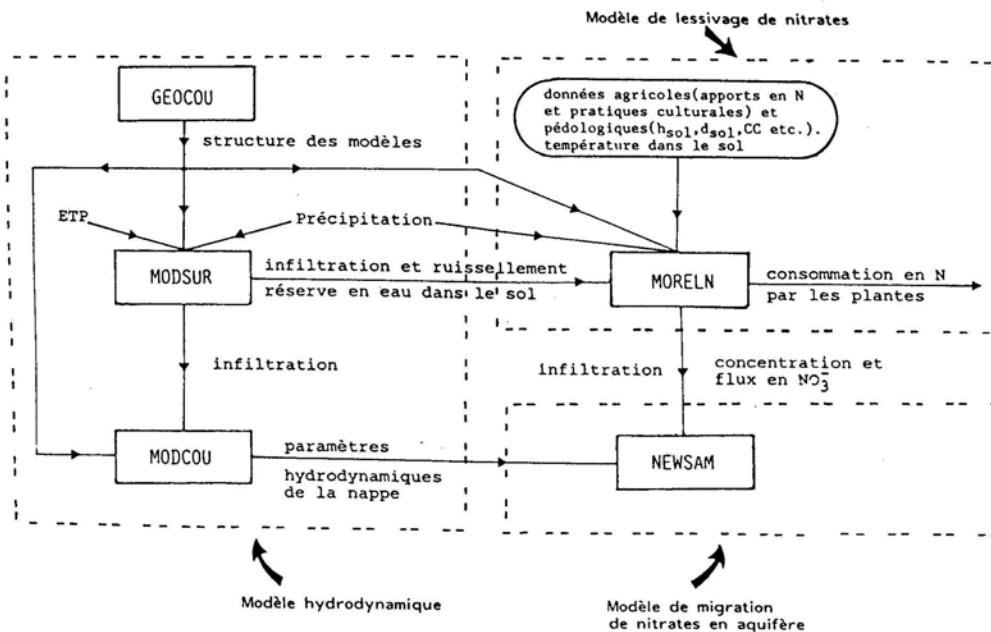 Modèle de lessivage de nitrates
GEOCOU
données agricoles(apports en N
et pratiques culturales) et
pédologiques(hsol,dsol,CC etc.).
température dans le sol
structure des modèles
ETP
Précipitation
MODSUR
infiltration et ruissellement
réserve en eau dans le sol
MORELN
consommation en N
par les plantes
infiltration
infiltration
concentration et
flux en NO3-
MODCOU
paramètres
hydrodynamiques
de la nappe
NEWSAM
Modèle hydrodynamique
Modèle de migration
de nitrates en aquifère